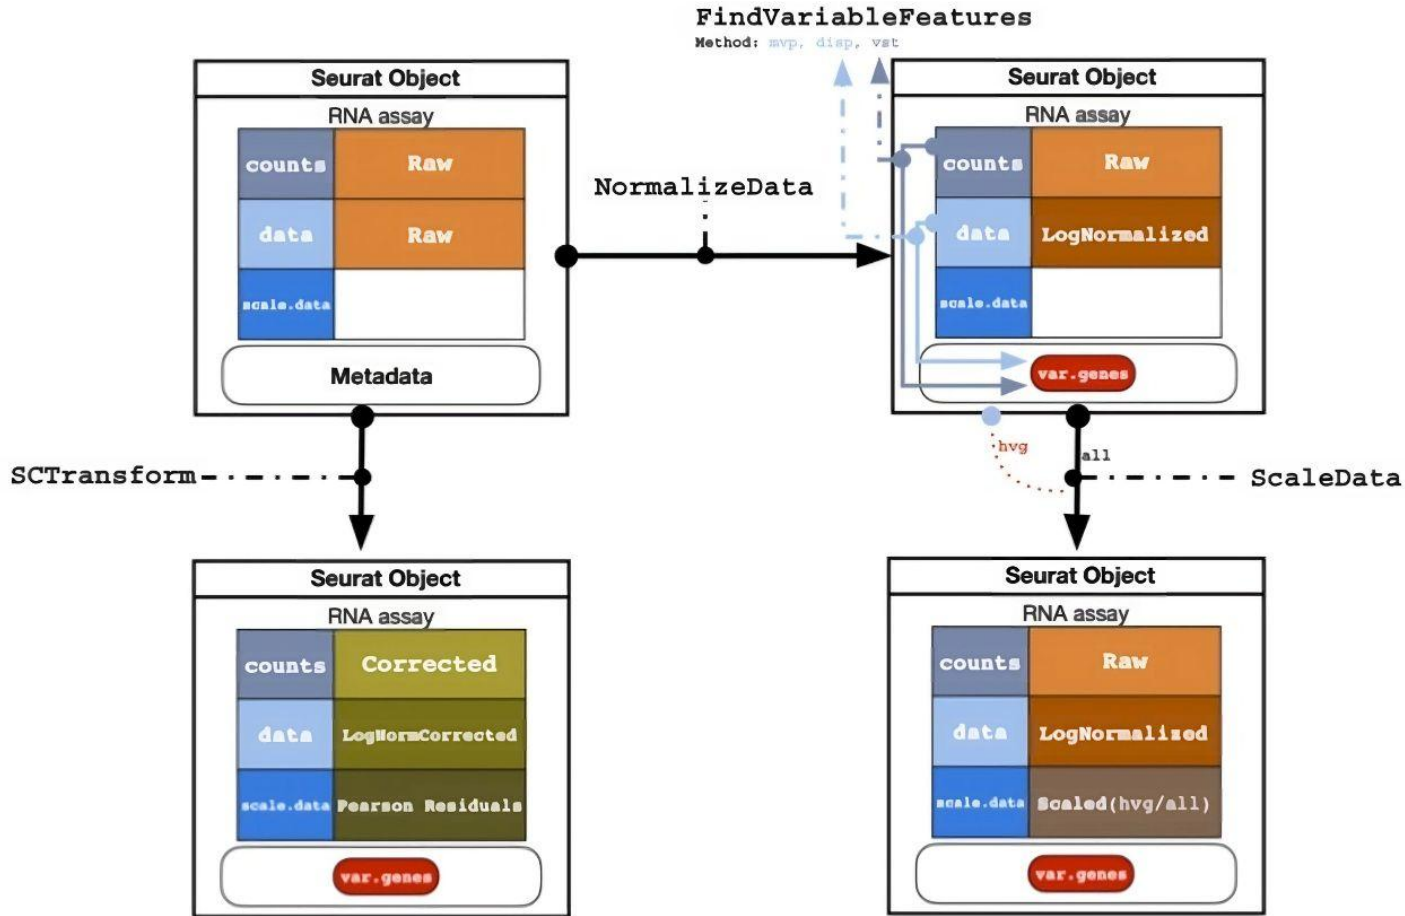 FindVariableFeatures
Method: mvp, disp, vst
Seurat Object
RNA assay
counts
Raw
data
Raw
scale.data
Metadata
NormalizeData
Seurat Object
RNA assay
counts
Raw
data
LogNormalized
scale.data
var.genes
SCTransform
hvg
all
ScaleData
Seurat Object
RNA assay
counts
Corrected
data
LogNormCorrected
scale.data
Pearson Residuals
var.genes
Seurat Object
RNA assay
counts
Raw
data
LogNormalized
scale.data
Scaled(hvg/all)
var.genes